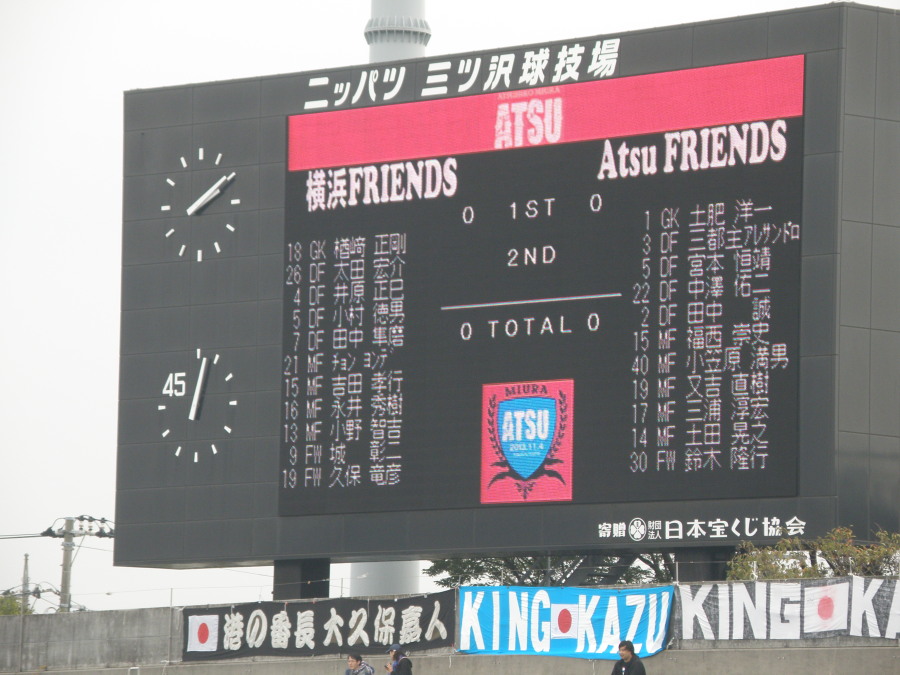 ニッパツ 三ツ沢球技場
ATSUHIRO MIURA
ATSU
横浜FRIENDS
Atsu FRIENDS
0 1ST 0
2ND
0 TOTAL 0
18 GK 楢崎 正剛
26 DF 太田 宏介
4 DF 井原 正巳
5 DF 小村 徳男
7 DF 田中 隼磨
21 MF チョン ヨンデ
15 MF 吉田 孝行
16 MF 永井 秀樹
13 MF 小野 智吉
9 FW 城 彰二
19 FW 久保 竜彦
1 GK 土肥 洋一
3 DF 三都主アレサンドロ
5 DF 宮本 恒靖
22 DF 中澤 佑二
2 DF 田中 誠
15 MF 福西 崇史
40 MF 小笠原 満男
19 MF 又吉 直樹
17 MF 三浦 淳宏
14 MF 土田 晃之
30 FW 鈴木 隆行
45
MIURA
ATSU
2013.11.4
寄贈 財団法人 日本宝くじ協会
港の番長 大久保嘉人
KING KAZU
KING KA